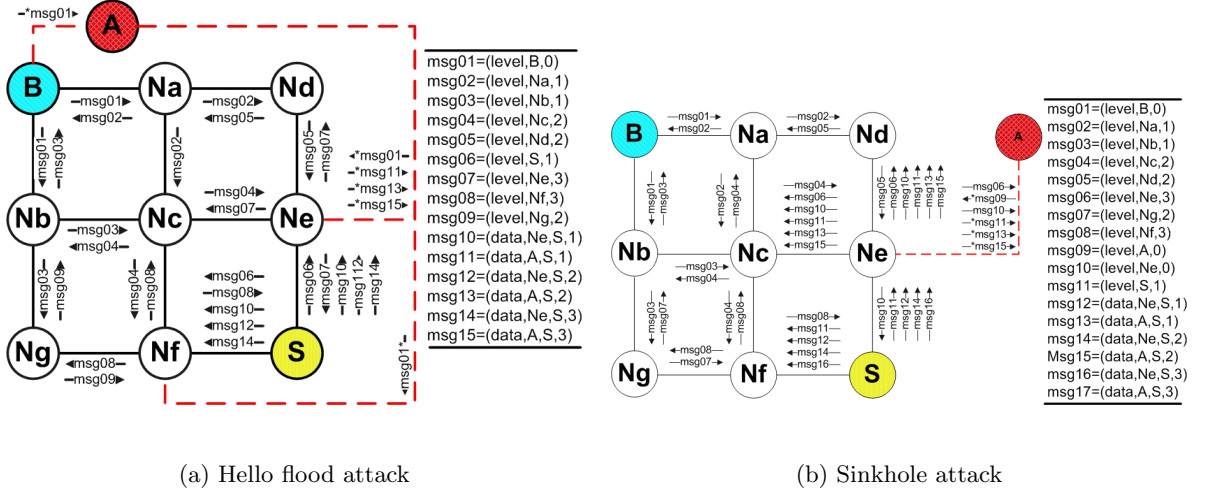 *msg01
A
B
Na
Nd
msg01
msg02
msg02
msg05
msg01
msg03
msg02
msg05
msg07
*msg01
*msg11
*msg13
*msg15
Nb
Nc
Ne
msg03
msg04
msg04
msg07
msg03
msg09
msg04
msg08
msg06
msg08
msg10
msg12
msg14
msg06
msg07
msg10
msg112
msg14
Ng
Nf
S
msg08
msg09
msg01*
msg01=(level,B,0)
msg02=(level,Na,1)
msg03=(level,Nb,1)
msg04=(level,Nc,2)
msg05=(level,Nd,2)
msg06=(level,S,1)
msg07=(level,Ne,3)
msg08=(level,Nf,3)
msg09=(level,Ng,2)
msg10=(data,Ne,S,1)
msg11=(data,A,S,1)
msg12=(data,Ne,S,2)
msg13=(data,A,S,2)
msg14=(data,Ne,S,3)
msg15=(data,A,S,3)
(a) Hello flood attack
B
Na
Nd
A
msg01
msg02
msg02
msg05
msg01
msg03
msg02
msg04
msg04
msg06
msg10
msg11
msg13
msg15
msg05
msg06
msg10
msg11
msg13
msg15
msg06
*msg09
msg10
*msg11
*msg13
*msg15
Nb
Nc
Ne
msg03
msg04
msg03
msg07
msg04
msg08
msg08
msg11
msg12
msg14
msg16
msg10
msg11
msg12
msg14
msg16
Ng
Nf
S
msg08
msg07
msg01=(level,B,0)
msg02=(level,Na,1)
msg03=(level,Nb,1)
msg04=(level,Nc,2)
msg05=(level,Nd,2)
msg06=(level,Ne,3)
msg07=(level,Ng,2)
msg08=(level,Nf,3)
msg09=(level,A,0)
msg10=(level,Ne,0)
msg11=(level,S,1)
msg12=(data,Ne,S,1)
msg13=(data,A,S,1)
msg14=(data,Ne,S,2)
Msg15=(data,A,S,2)
msg16=(data,Ne,S,3)
msg17=(data,A,S,3)
(b) Sinkhole attack